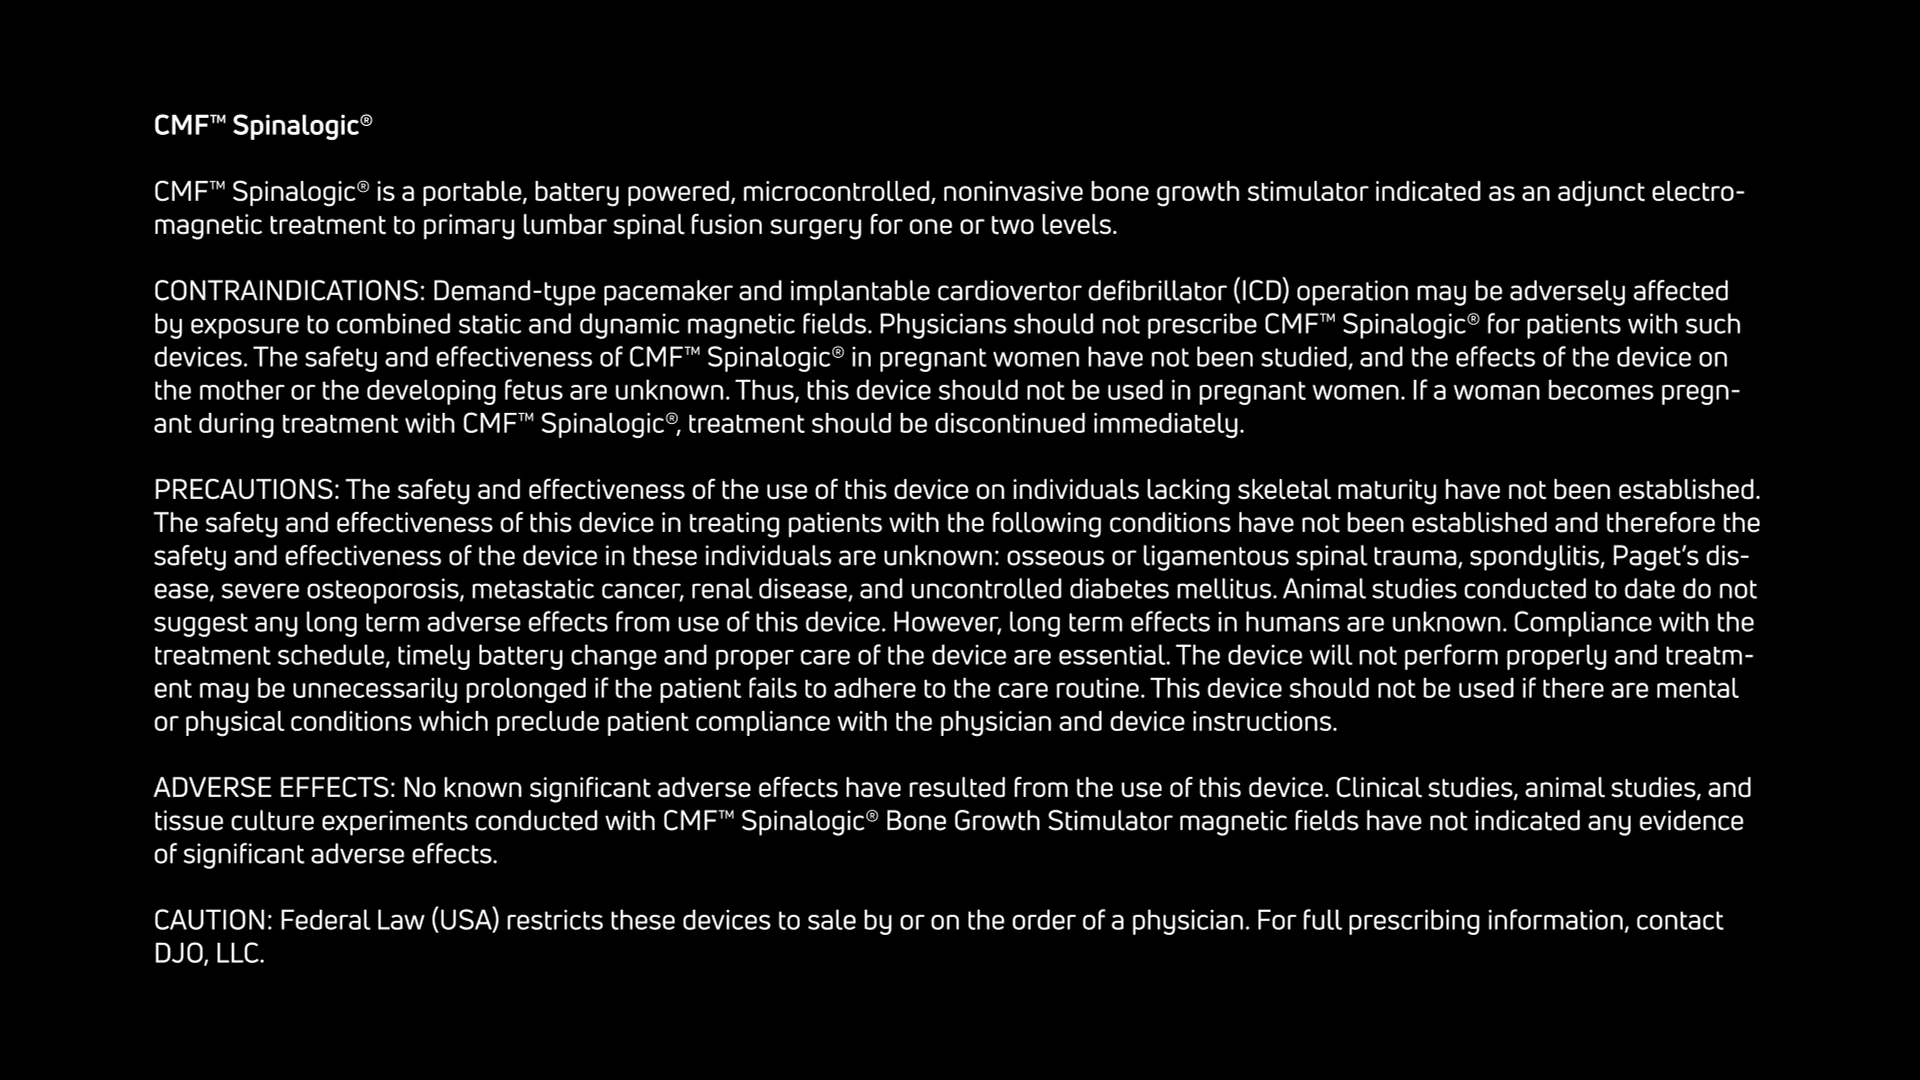 CMF™ Spinalogic®
CMF™ Spinalogic® is a portable, battery powered, microcontrolled, noninvasive bone growth stimulator indicated as an adjunct electro-
magnetic treatment to primary lumbar spinal fusion surgery for one or two levels.
CONTRAINDICATIONS: Demand-type pacemaker and implantable cardiovertor defibrillator (ICD) operation may be adversely affected
by exposure to combined static and dynamic magnetic fields. Physicians should not prescribe CMF™ Spinalogic® for patients with such
devices. The safety and effectiveness of CMF™ Spinalogic® in pregnant women have not been studied, and the effects of the device on
the mother or the developing fetus are unknown. Thus, this device should not be used in pregnant women. If a woman becomes pregn-
ant during treatment with CMF™ Spinalogic®, treatment should be discontinued immediately.
PRECAUTIONS: The safety and effectiveness of the use of this device on individuals lacking skeletal maturity have not been established.
The safety and effectiveness of this device in treating patients with the following conditions have not been established and therefore the
safety and effectiveness of the device in these individuals are unknown: osseous or ligamentous spinal trauma, spondylitis, Paget‘s dis-
ease, severe osteoporosis, metastatic cancer, renal disease, and uncontrolled diabetes mellitus. Animal studies conducted to date do not
suggest any long term adverse effects from use of this device. However, long term effects in humans are unknown. Compliance with the
treatment schedule, timely battery change and proper care of the device are essential. The device will not perform properly and treatm-
ent may be unnecessarily prolonged if the patient fails to adhere to the care routine. This device should not be used if there are mental
or physical conditions which preclude patient compliance with the physician and device instructions.
ADVERSE EFFECTS: No known significant adverse effects have resulted from the use of this device. Clinical studies, animal studies, and
tissue culture experiments conducted with CMF™ Spinalogic® Bone Growth Stimulator magnetic fields have not indicated any evidence
of significant adverse effects.
CAUTION: Federal Law (USA) restricts these devices to sale by or on the order of a physician. For full prescribing information, contact
DJO, LLC.